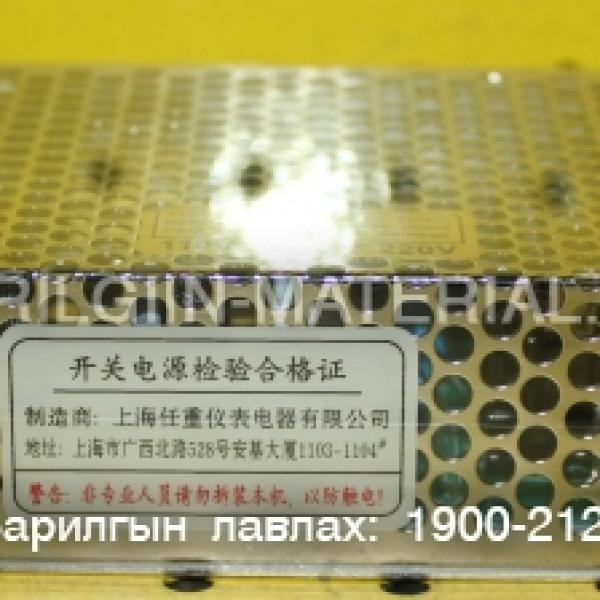 RILGIIN-MATERIAL.
开关电源检验合格证
制造商: 上海任重仪表电器有限公司
地址: 上海市广西北路528号安基大厦1103-1104#
警告: 非专业人员请勿拆装本机, 以防触电!
арилгын лавлах: 1900-212